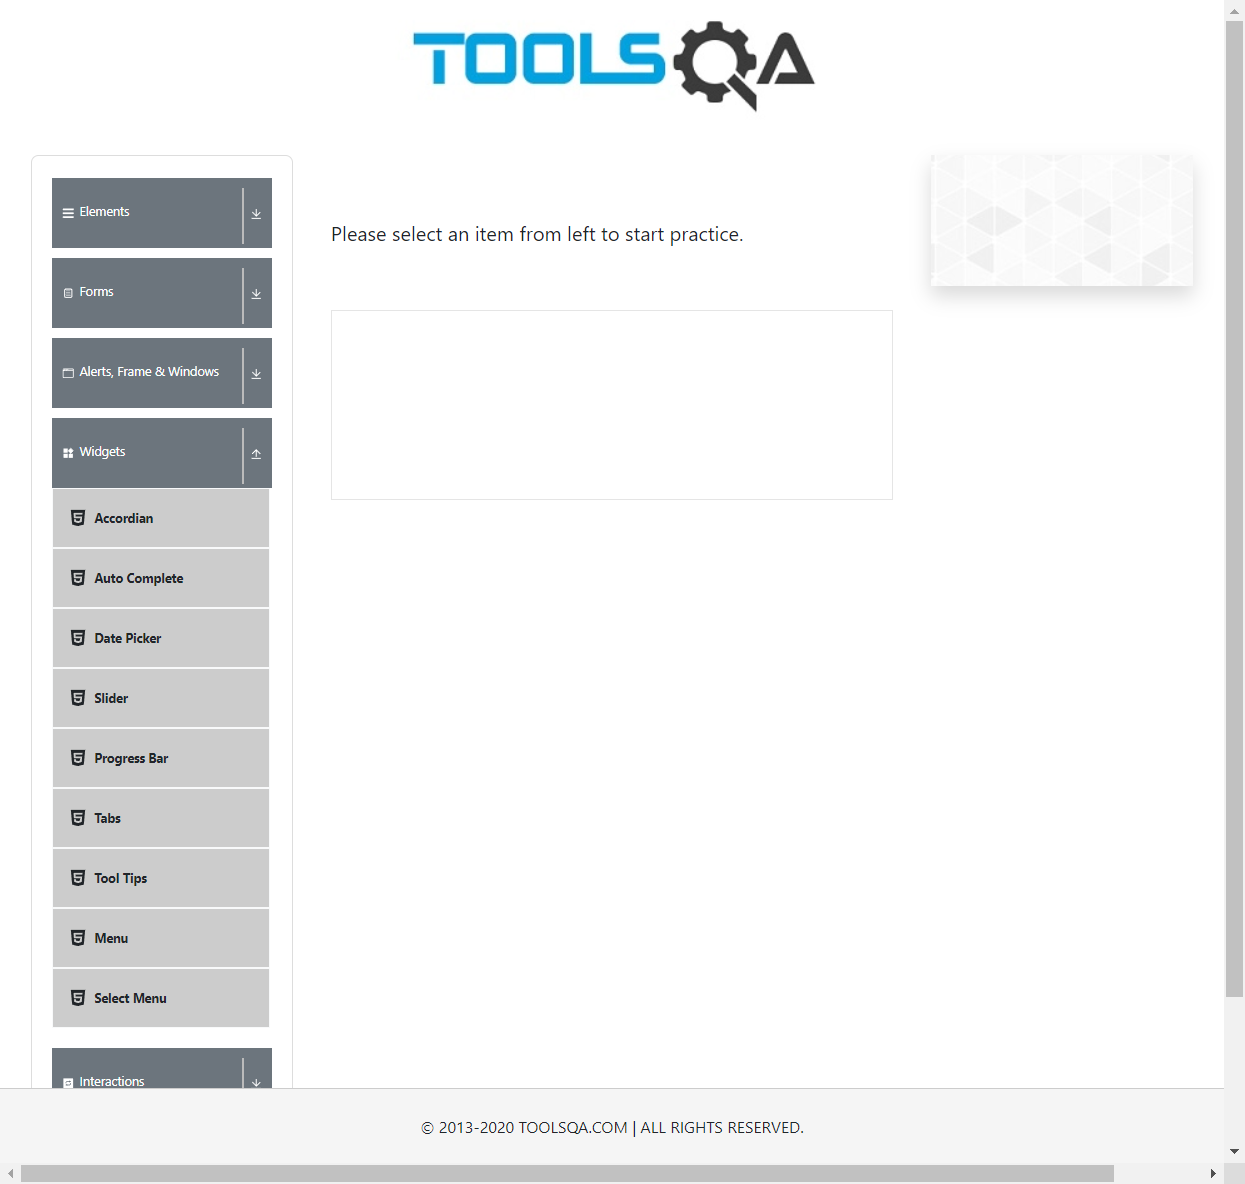 TOOLSQA
Elements
Forms
Alerts, Frame & Windows
Widgets
Accordian
Auto Complete
Date Picker
Slider
Progress Bar
Tabs
Tool Tips
Menu
Select Menu
Interactions
Please select an item from left to start practice.
© 2013-2020 TOOLSQA.COM | ALL RIGHTS RESERVED.